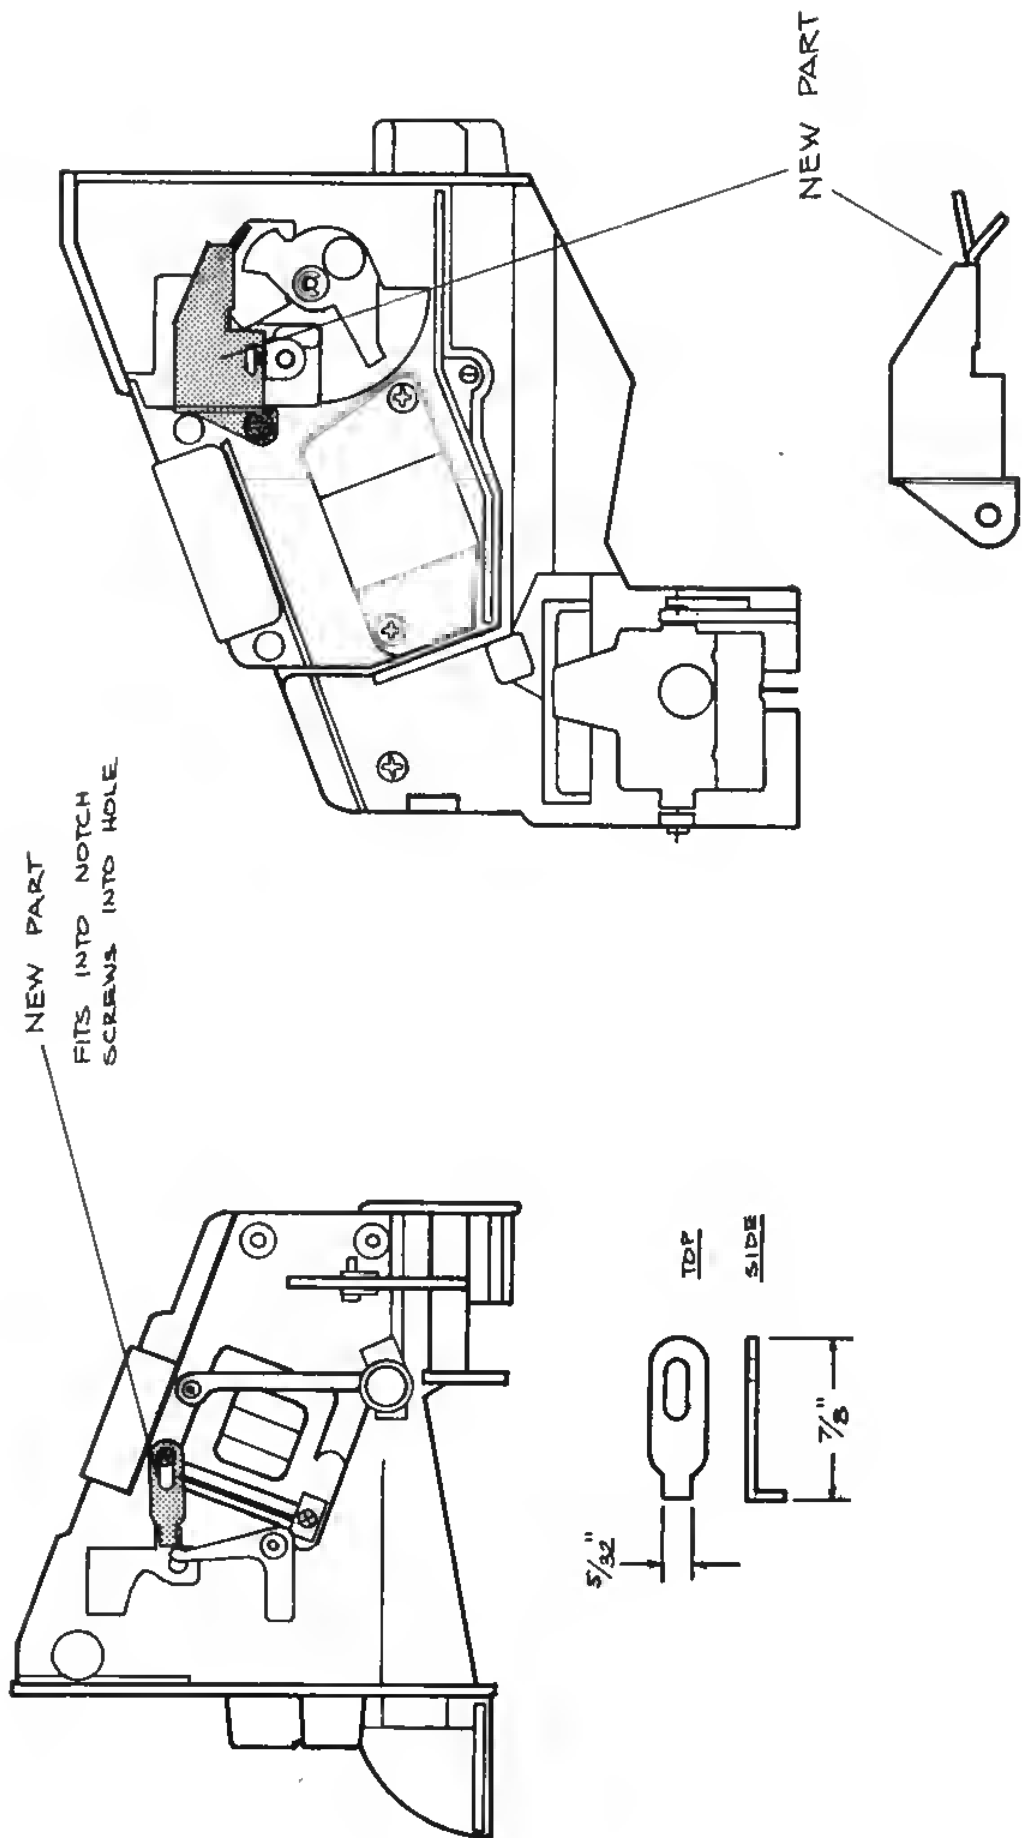 NEW PART
FITS INTO NOTCH
SCREWS INTO HOLE
NEW PART
5/32"
7/8"
TOP
SIDE